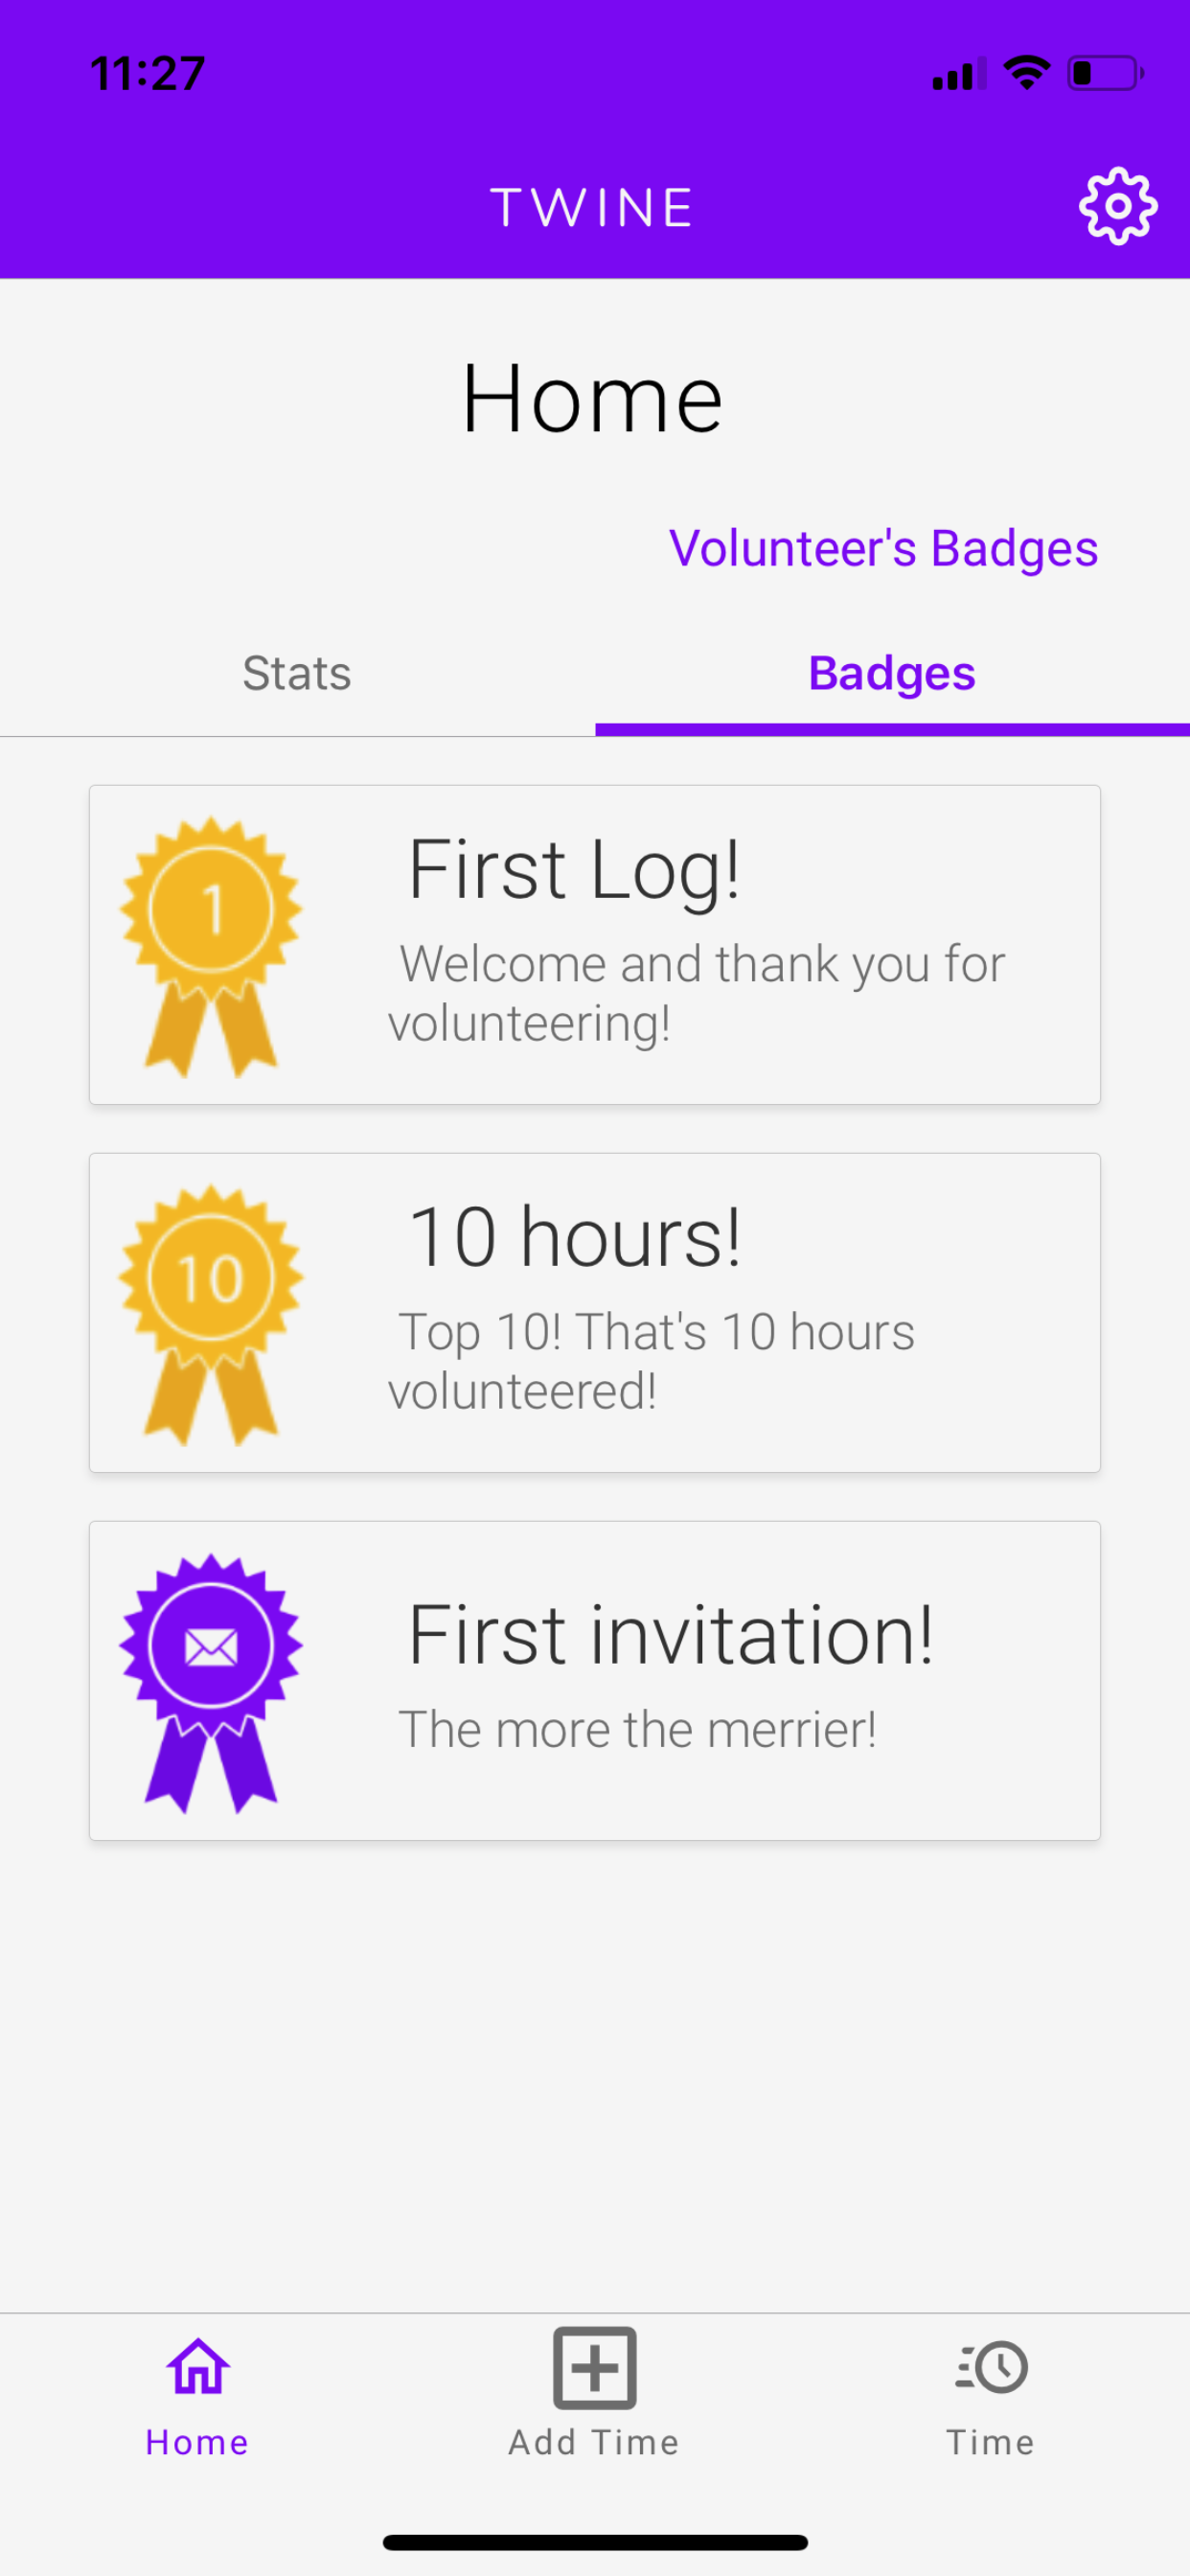 11:27
TWINE
Home
Volunteer's Badges
Stats
Badges
1
First Log!
Welcome and thank you for
volunteering!
10
10 hours!
Top 10! That's 10 hours
volunteered!
First invitation!
The more the merrier!
Home
Add Time
Time